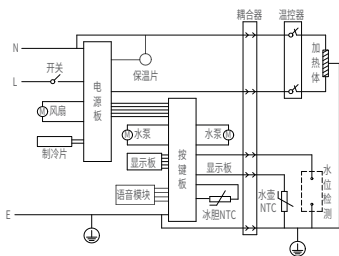 耦合器
温控器
N
L
开关
保温片
加热体
电源板
M
风扇
制冷片
M
水泵
水泵
M
按键板
显示板
显示板
语音模块
冰胆NTC
水壶
NTC
水位检测
E